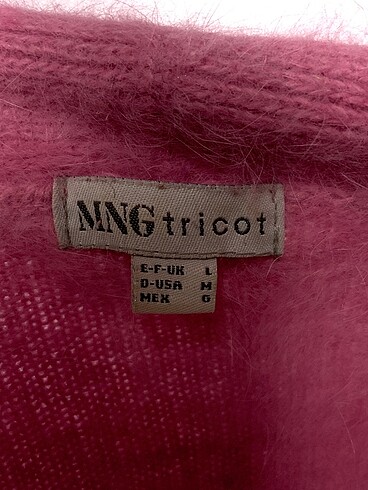 MNG tricot
E-F-UK L
D-USA M
MEX G